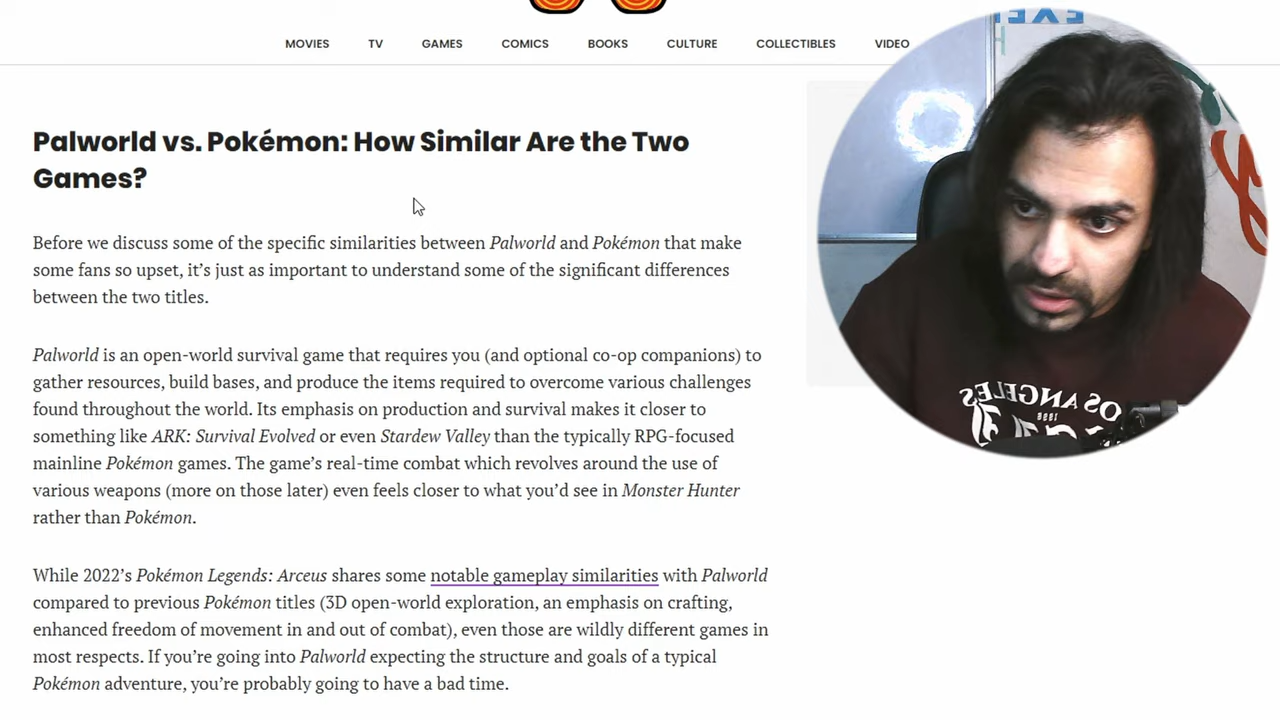 MOVIES TV GAMES COMICS BOOKS CULTURE COLLECTIBLES VIDEO
Palworld vs. Pokémon: How Similar Are the Two
Games?
Before we discuss some of the specific similarities between Palworld and Pokémon that make
some fans so upset, it’s just as important to understand some of the significant differences
between the two titles.
Palworld is an open-world survival game that requires you (and optional co-op companions) to
gather resources, build bases, and produce the items required to overcome various challenges
found throughout the world. Its emphasis on production and survival makes it closer to
something like ARK: Survival Evolved or even Stardew Valley than the typically RPG-focused
mainline Pokémon games. The game’s real-time combat which revolves around the use of
various weapons (more on those later) even feels closer to what you’d see in Monster Hunter
rather than Pokémon.
While 2022’s Pokémon Legends: Arceus shares some notable gameplay similarities with Palworld
compared to previous Pokémon titles (3D open-world exploration, an emphasis on crafting,
enhanced freedom of movement in and out of combat), even those are wildly different games in
most respects. If you’re going into Palworld expecting the structure and goals of a typical
Pokémon adventure, you’re probably going to have a bad time.
LOS ANGELES